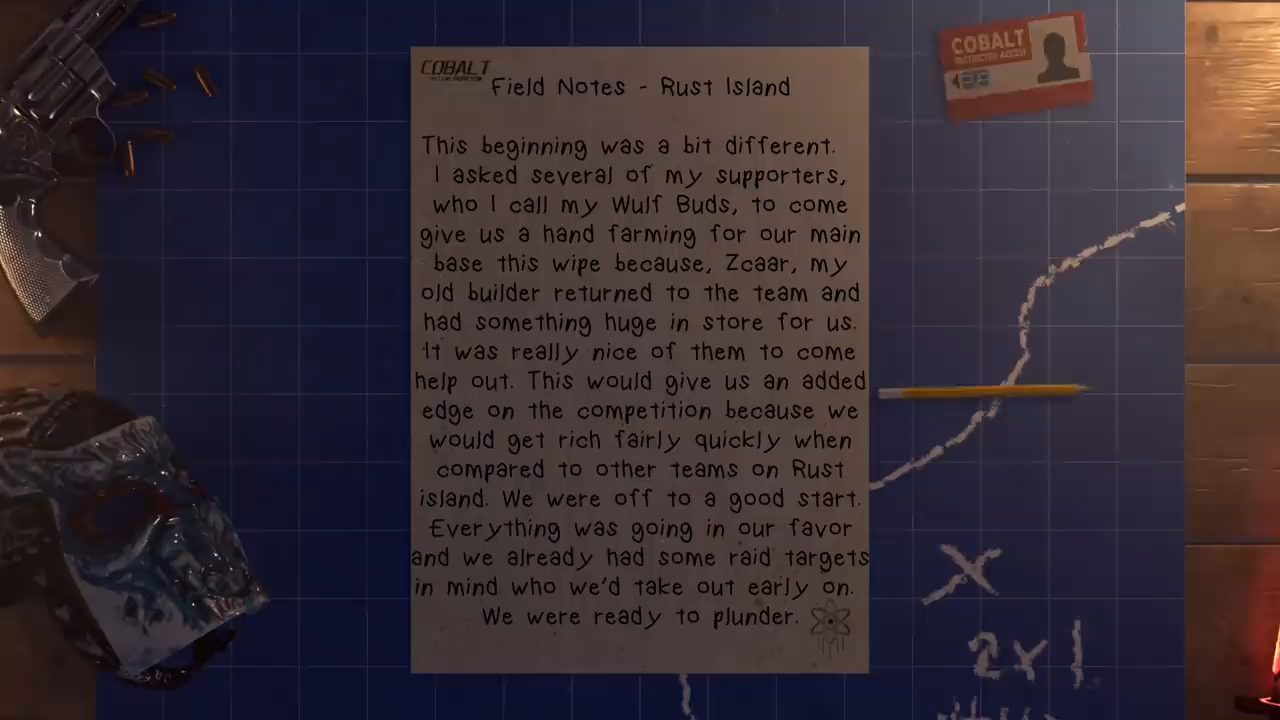 COBALT
Field Notes - Rust Island
This beginning was a bit different.
I asked several of my supporters,
who I call my Wulf Buds, to come
give us a hand farming for our main
base this wipe because, Zcaar, my
old builder returned to the team and
had something huge in store for us.
It was really nice of them to come
help out. This would give us an added
edge on the competition because we
would get rich fairly quickly when
compared to other teams on Rust
island. We were off to a good start.
Everything was going in our favor
and we already had some raid targets
in mind who we'd take out early on.
We were ready to plunder.
COBALT
RESTRICTED ACCESS
X
2x1